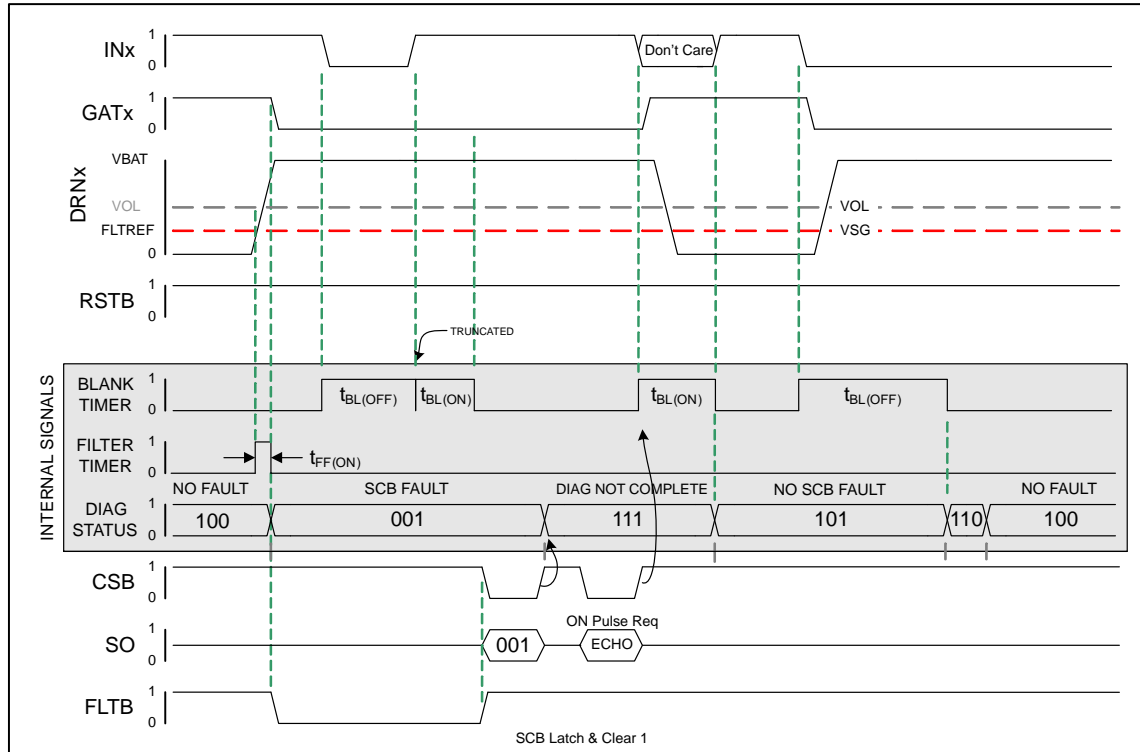 INx
1
0
Don't Care
GATx
1
0
DRNx
VBAT
VOL
FLTREF
0
VOL
VSG
RSTB
1
0
TRUNCATED
INTERNAL SIGNALS
BLANK TIMER
1
0
tBL(OFF)
tBL(ON)
tBL(ON)
tBL(OFF)
FILTER TIMER
1
0
tFF(ON)
NO FAULT
SCB FAULT
DIAG NOT COMPLETE
NO SCB FAULT
NO FAULT
DIAG STATUS
1
0
100
001
111
101
110
100
CSB
1
0
ON Pulse Req
SO
1
0
001
ECHO
FLTB
1
0
SCB Latch & Clear 1